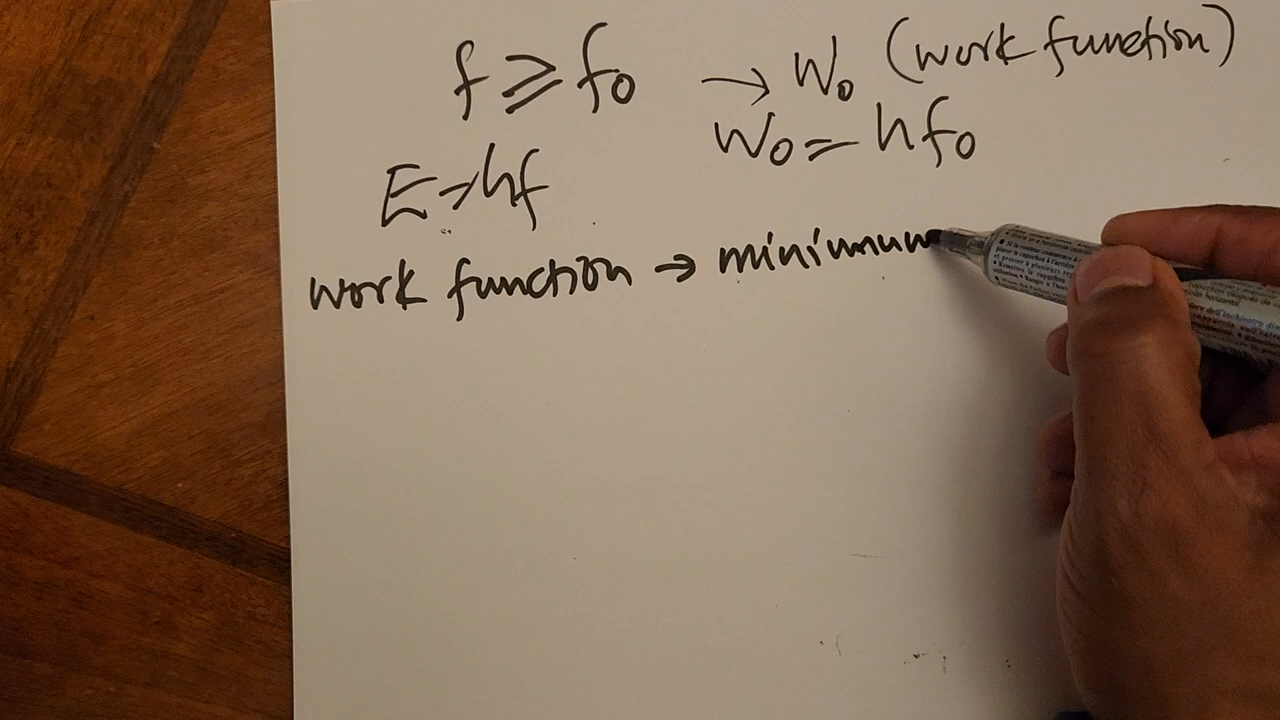 f ≥ f₀ → W₀ (work function)
W₀ = hf₀
E = hf
work function → minimum